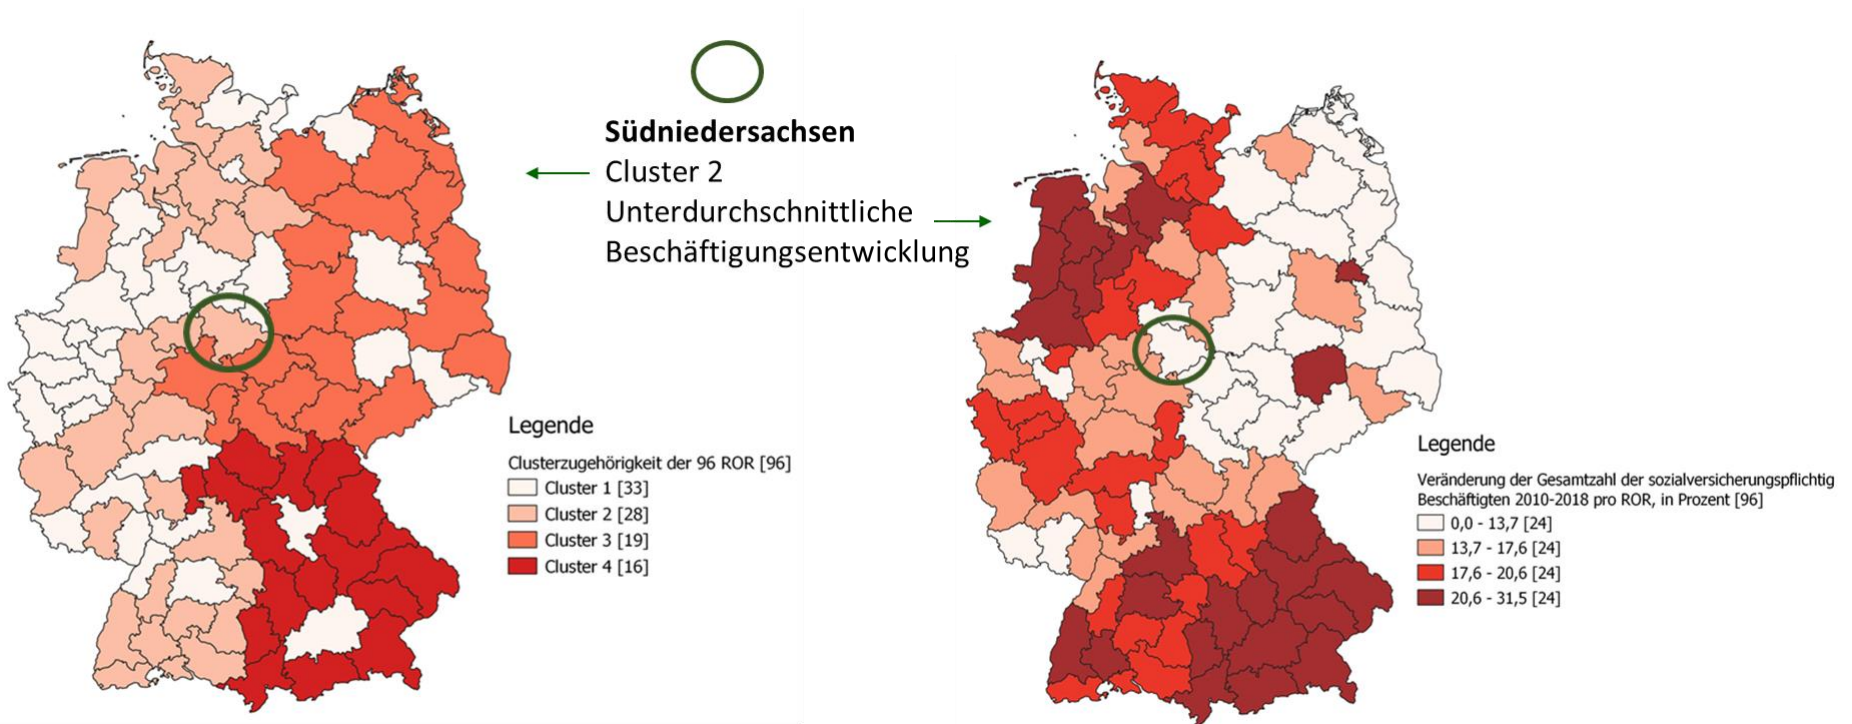 Südniedersachsen
Cluster 2
Unterdurchschnittliche
Beschäftigungsentwicklung
Legende
Clusterzugehörigkeit der 96 ROR [96]
Cluster 1 [33]
Cluster 2 [28]
Cluster 3 [19]
Cluster 4 [16]
Legende
Veränderung der Gesamtzahl der sozialversicherungspflichtig
Beschäftigten 2010-2018 pro ROR, in Prozent [96]
0,0 - 13,7 [24]
13,7 - 17,6 [24]
17,6 - 20,6 [24]
20,6 - 31,5 [24]